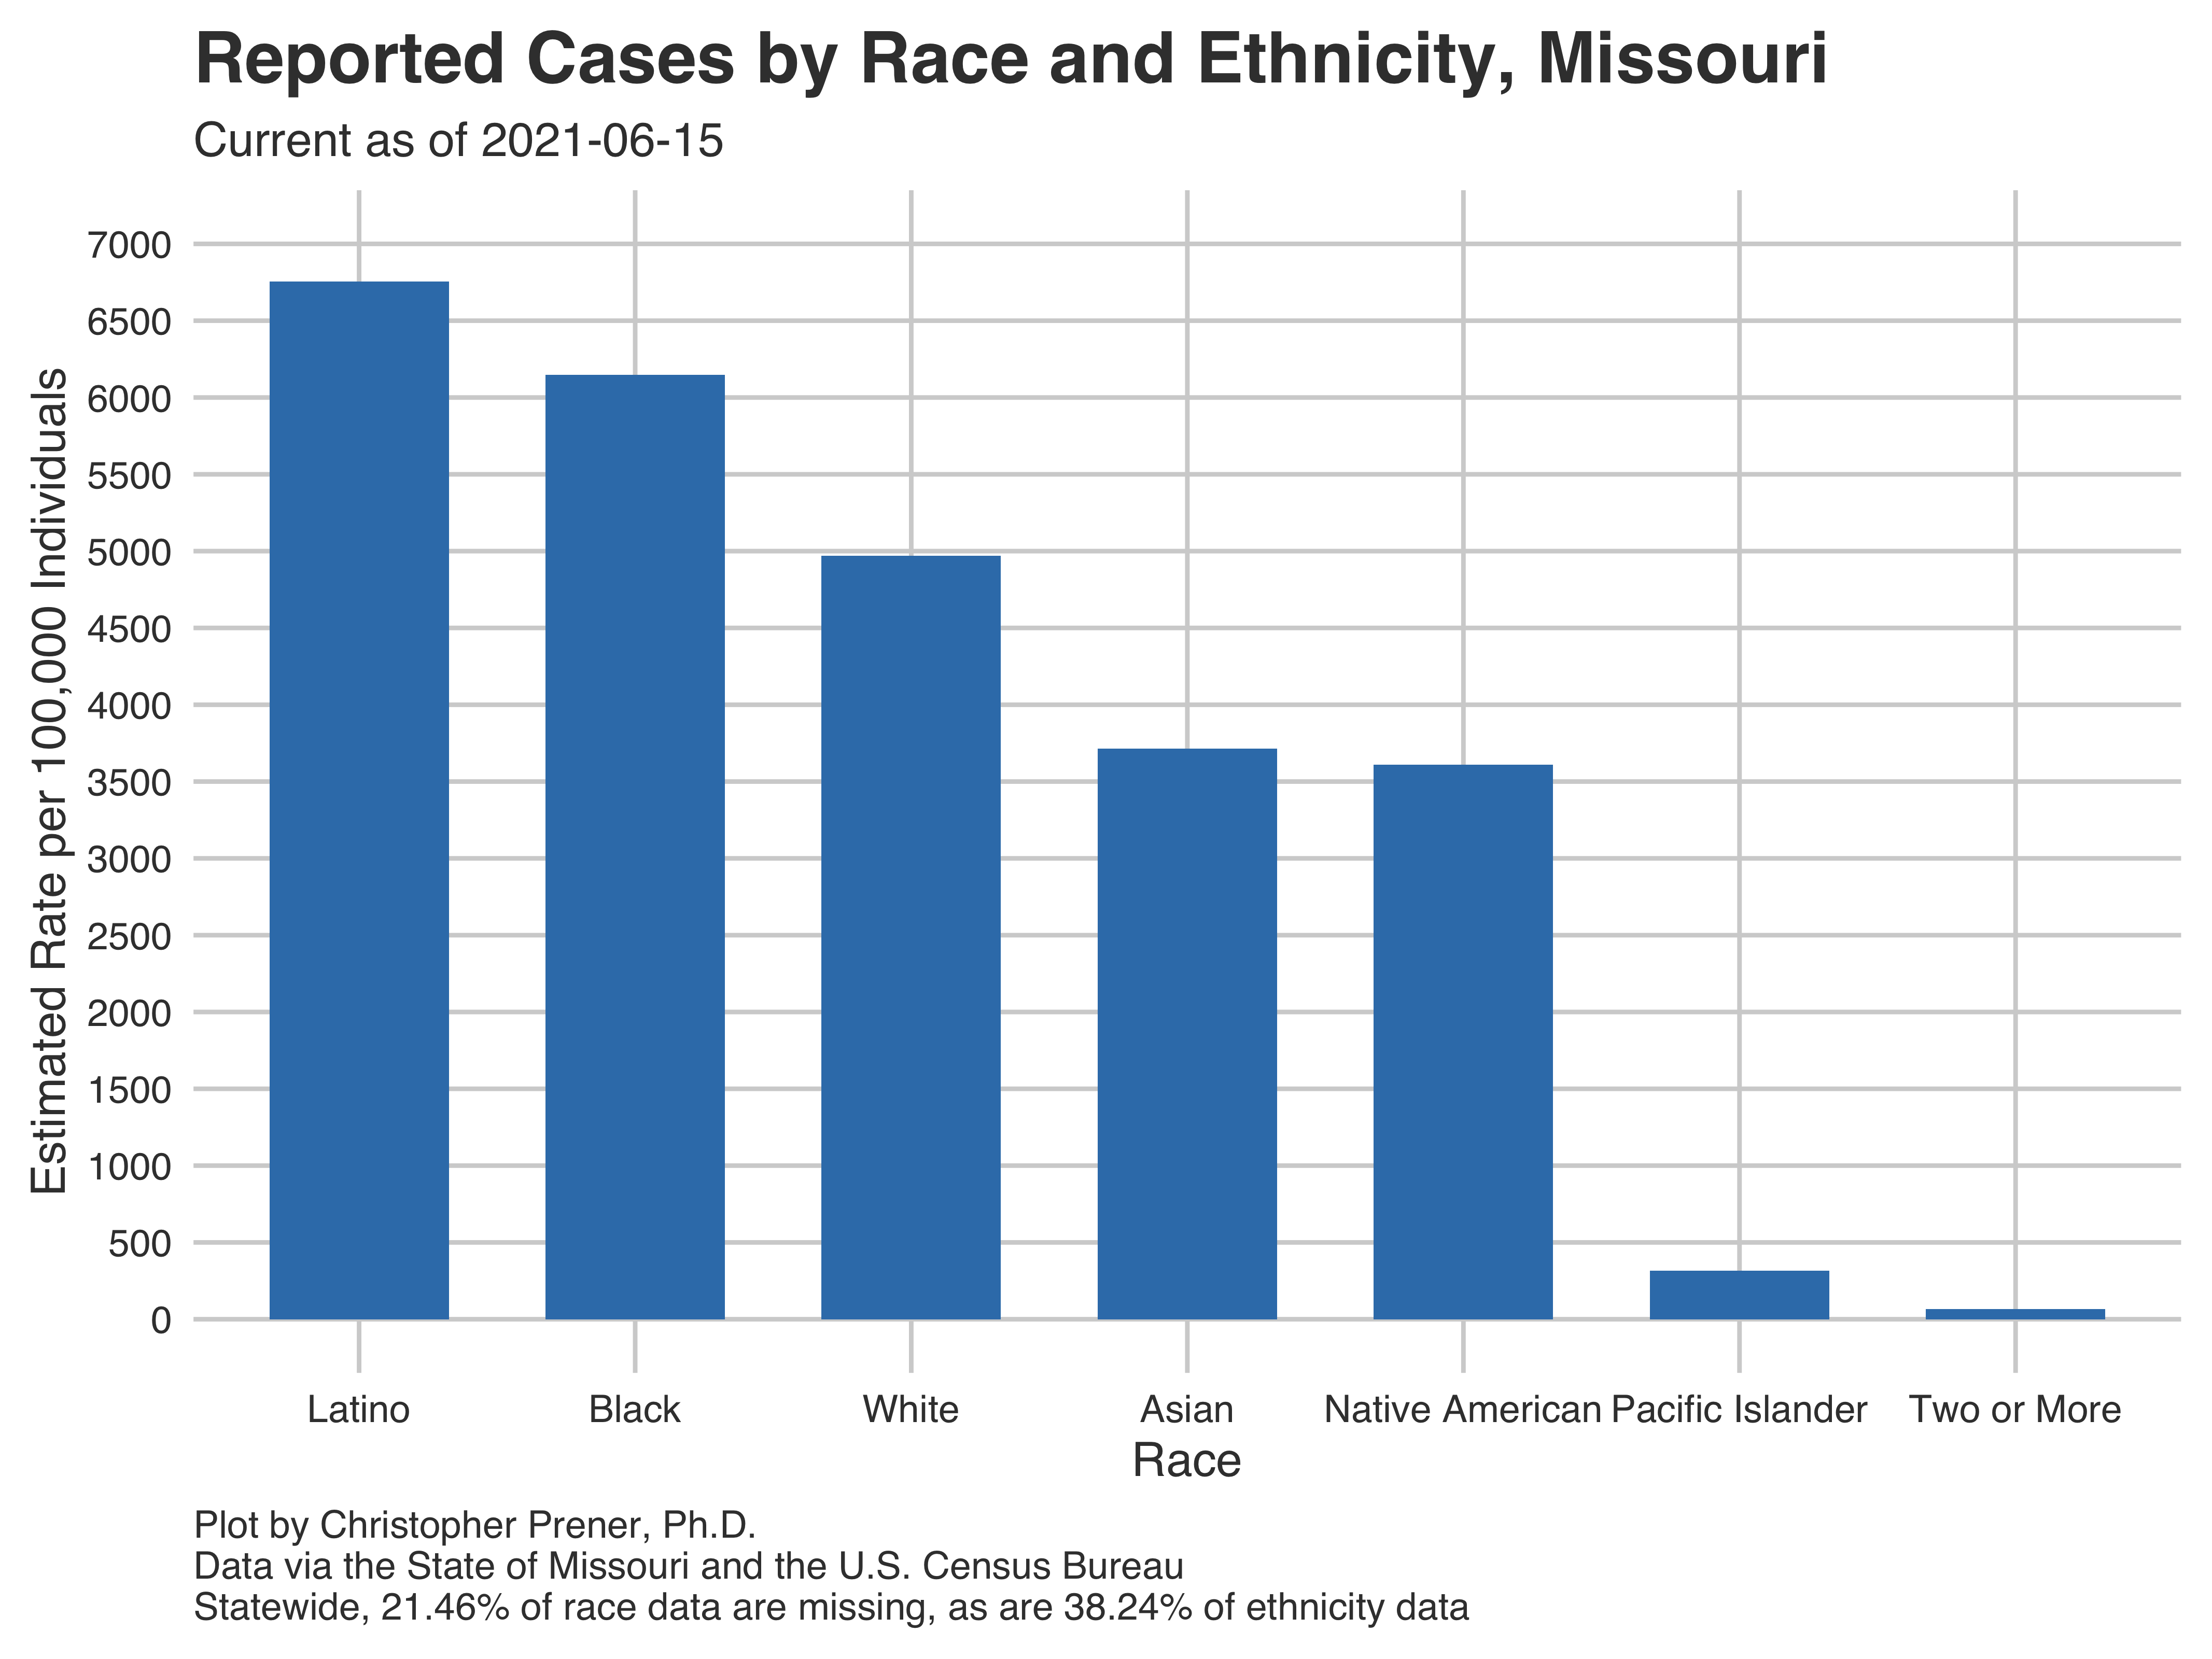 Reported Cases by Race and Ethnicity, Missouri
Current as of 2021-06-15
Estimated Rate per 100,000 Individuals
7000
6500
6000
5500
5000
4500
4000
3500
3000
2500
2000
1500
1000
500
0
Latino Black White Asian Native American Pacific Islander Two or More
Race
Plot by Christopher Prener, Ph.D.
Data via the State of Missouri and the U.S. Census Bureau
Statewide, 21.46% of race data are missing, as are 38.24% of ethnicity data